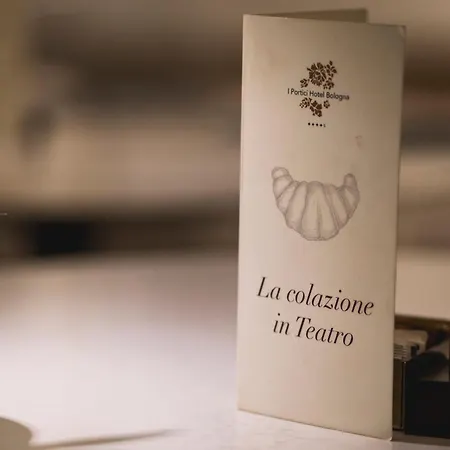 I Portici Hotel Bologna
La colazione
in Teatro